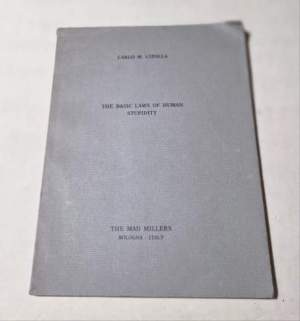 CARLO M. CIPOLLA
THE BASIC LAWS OF HUMAN
STUPIDITY
THE MAD MILLERS
BOLOGNA - ITALY